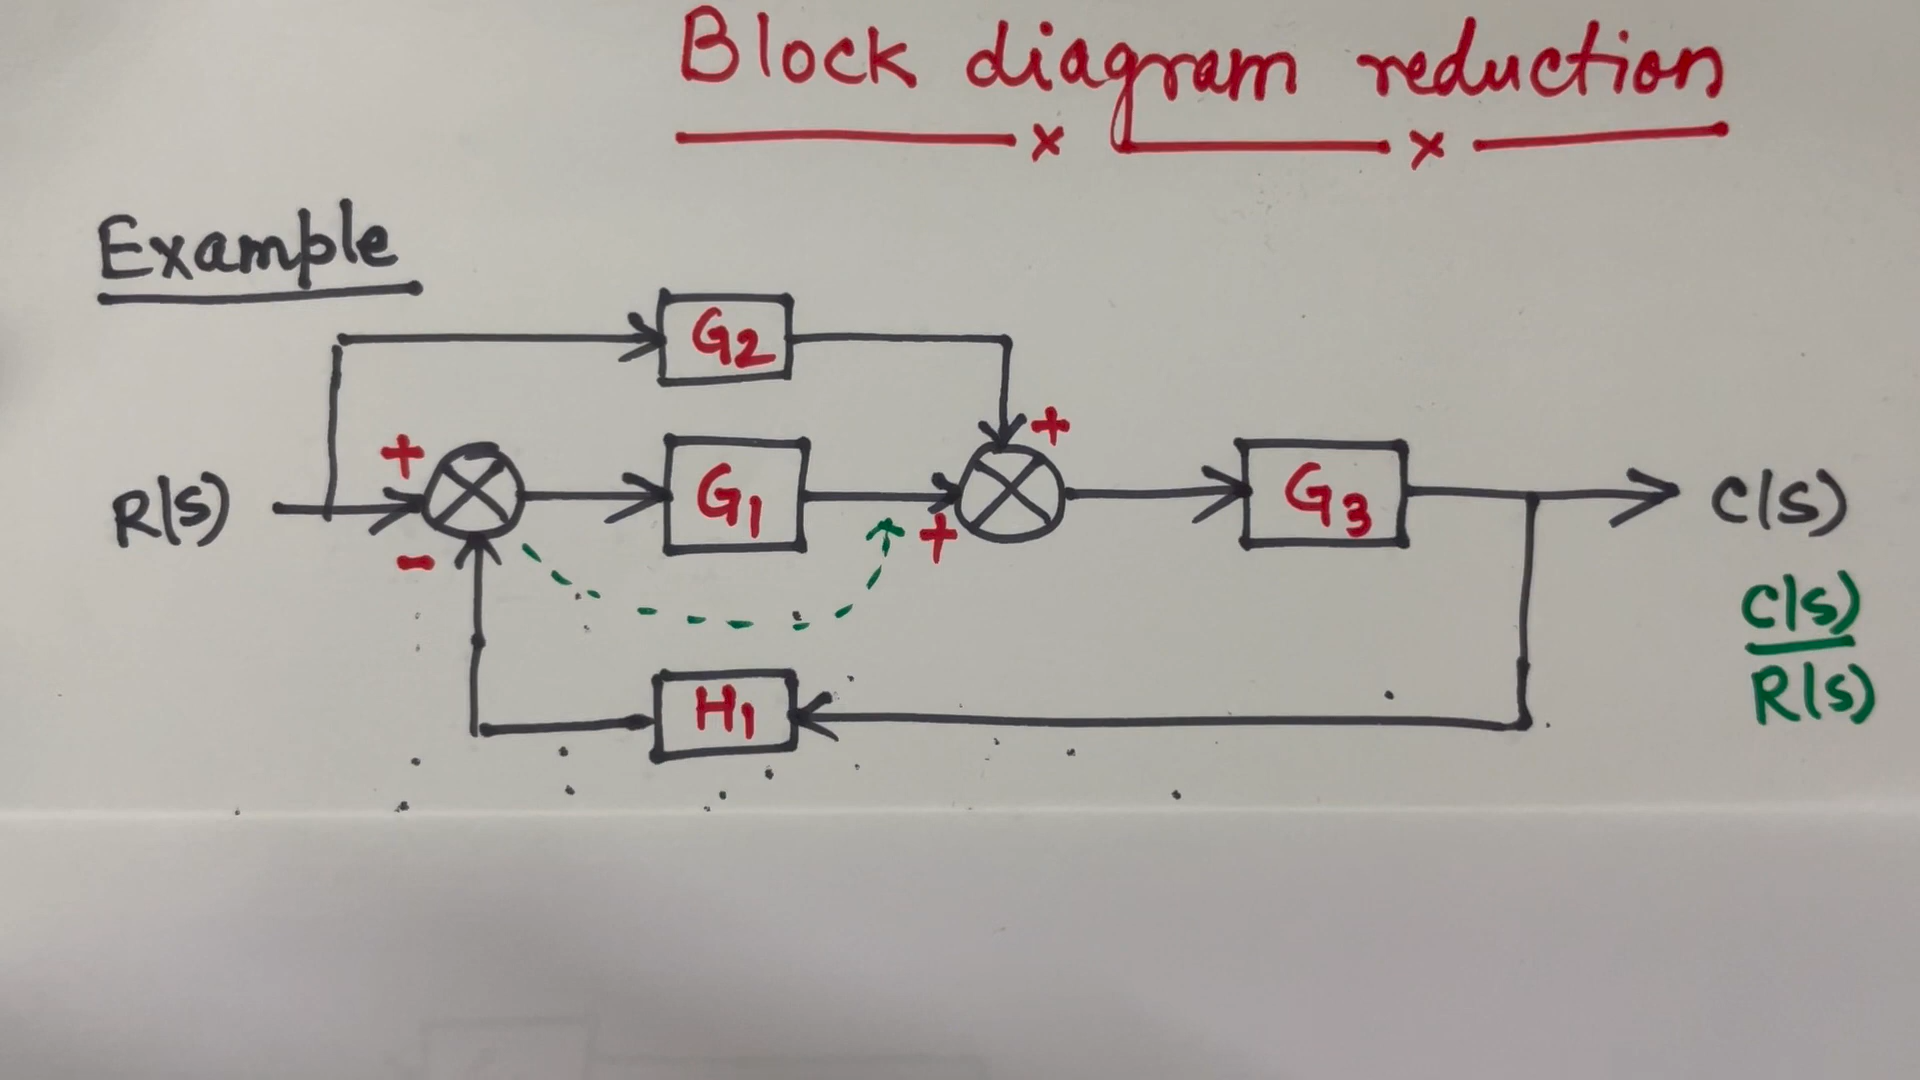 Block diagram reduction
Example
G2
+
+
R(s)
G1
G3
C(s)
-
+
C(s)
R(s)
H1